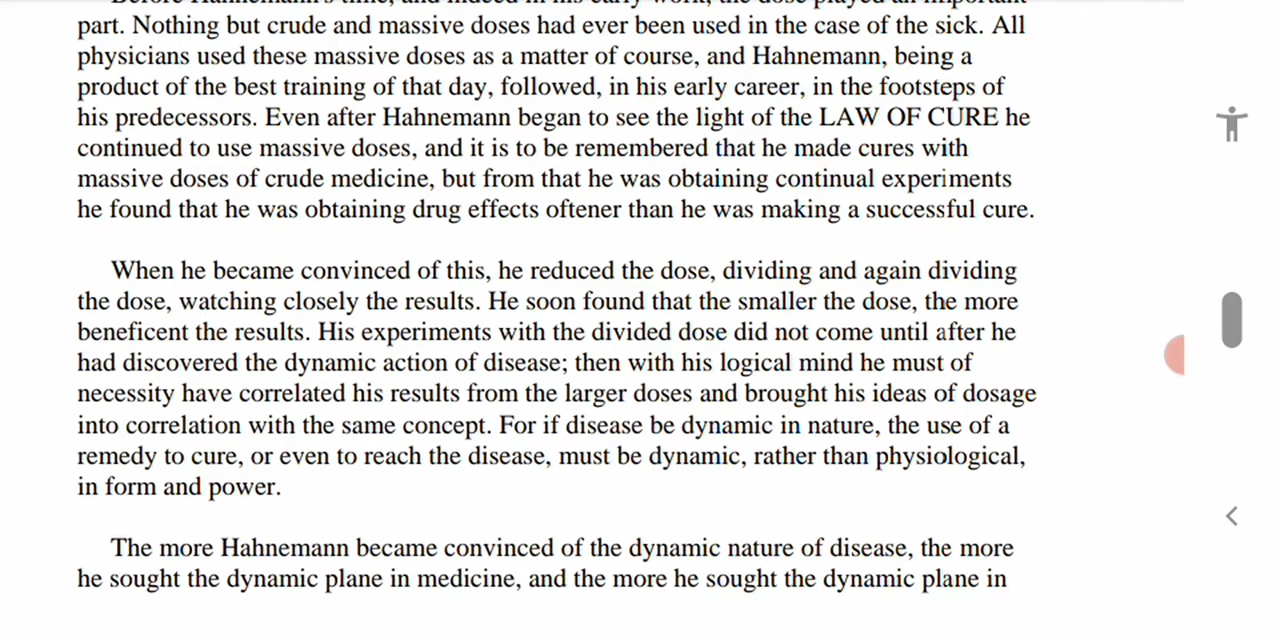 part. Nothing but crude and massive doses had ever been used in the case of the sick. All
physicians used these massive doses as a matter of course, and Hahnemann, being a
product of the best training of that day, followed, in his early career, in the footsteps of
his predecessors. Even after Hahnemann began to see the light of the LAW OF CURE he
continued to use massive doses, and it is to be remembered that he made cures with
massive doses of crude medicine, but from that he was obtaining continual experiments
he found that he was obtaining drug effects oftener than he was making a successful cure.
When he became convinced of this, he reduced the dose, dividing and again dividing
the dose, watching closely the results. He soon found that the smaller the dose, the more
beneficent the results. His experiments with the divided dose did not come until after he
had discovered the dynamic action of disease; then with his logical mind he must of
necessity have correlated his results from the larger doses and brought his ideas of dosage
into correlation with the same concept. For if disease be dynamic in nature, the use of a
remedy to cure, or even to reach the disease, must be dynamic, rather than physiological,
in form and power.
The more Hahnemann became convinced of the dynamic nature of disease, the more
he sought the dynamic plane in medicine, and the more he sought the dynamic plane in